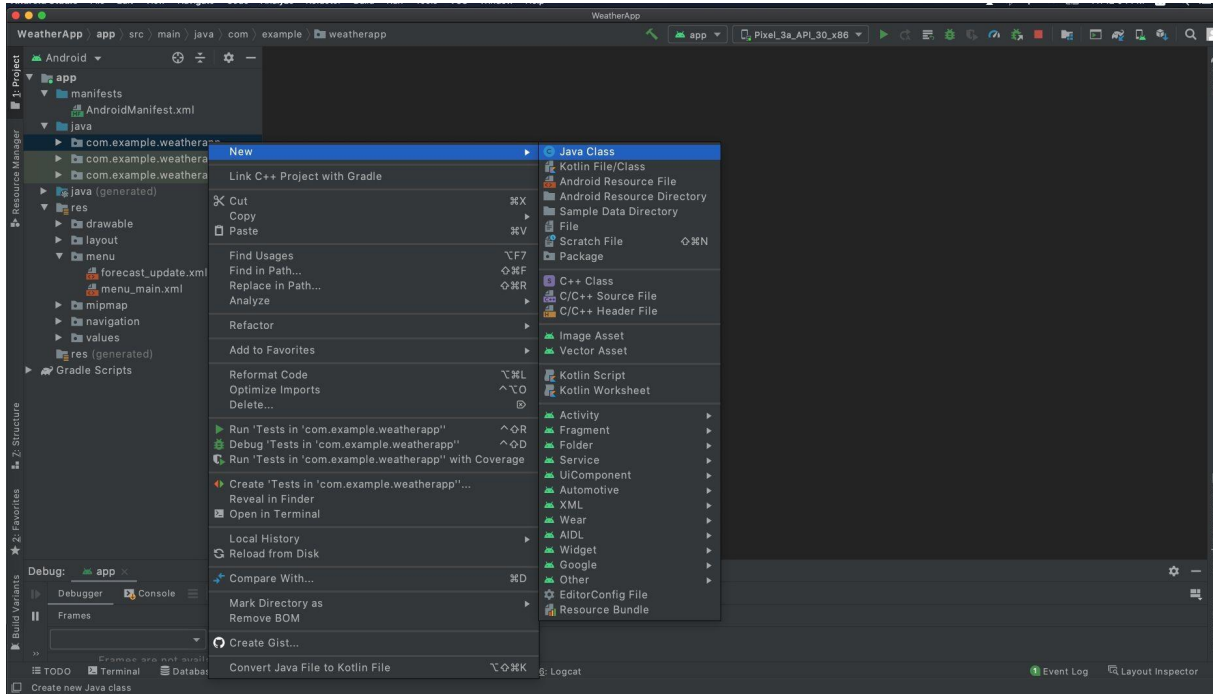 WeatherApp
WeatherApp app src main java com example weatherapp
app
Pixel_3a_API_30_x86
1: Project
Resource Manager
Z: Structure
2: Favorites
Build Variants
Android
app
manifests
AndroidManifest.xml
java
com.example.weatherapp
com.example.weathera
com.example.weathera
java (generated)
res
drawable
layout
menu
forecast_update.xml
menu_main.xml
mipmap
navigation
values
res (generated)
Gradle Scripts
New
Link C++ Project with Gradle
Cut ⌘X
Copy
Paste ⌘V
Find Usages ⌥F7
Find in Path... ⇧⌘F
Replace in Path... ⇧⌘R
Analyze
Refactor
Add to Favorites
Reformat Code ⌥⌘L
Optimize Imports ^⌥O
Delete... ⌦
Run 'Tests in 'com.example.weatherapp'' ^⇧R
Debug 'Tests in 'com.example.weatherapp'' ^⇧D
Run 'Tests in 'com.example.weatherapp'' with Coverage
Create 'Tests in 'com.example.weatherapp''...
Reveal in Finder
Open in Terminal
Local History
Reload from Disk
Compare With... ⌘D
Mark Directory as
Remove BOM
Create Gist...
Convert Java File to Kotlin File ⌥⇧⌘K
Java Class
Kotlin File/Class
Android Resource File
Android Resource Directory
Sample Data Directory
File
Scratch File ⇧⌘N
Package
C++ Class
C/C++ Source File
C/C++ Header File
Image Asset
Vector Asset
Kotlin Script
Kotlin Worksheet
Activity
Fragment
Folder
Service
UiComponent
Automotive
XML
Wear
AIDL
Widget
Google
Other
EditorConfig File
Resource Bundle
Debug: app
Debugger Console
Frames
Frames are not avail
TODO Terminal Databas 6: Logcat Event Log Layout Inspector
Create new Java class